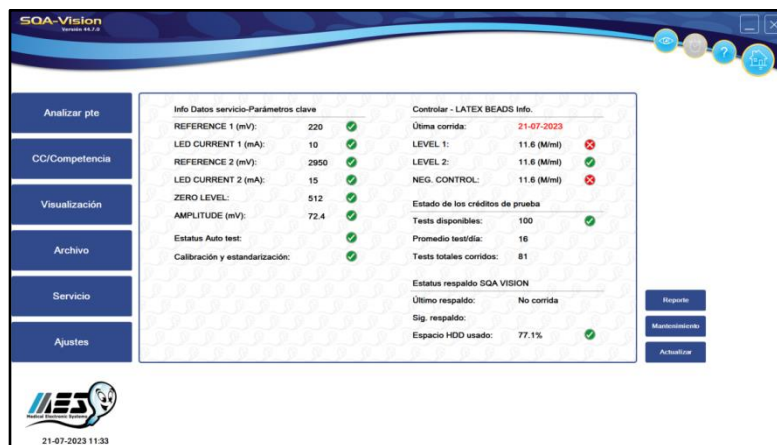 SQA-Vision
Versión 44.7.0
Analizar pte
CC/Competencia
Visualización
Archivo
Servicio
Ajustes
Info Datos servicio-Parámetros clave
REFERENCE 1 (mV): 220
LED CURRENT 1 (mA): 10
REFERENCE 2 (mV): 2950
LED CURRENT 2 (mA): 15
ZERO LEVEL: 512
AMPLITUDE (mV): 72.4
Estatus Auto test:
Calibración y estandarización:
Controlar - LATEX BEADS Info.
Útima corrida: 21-07-2023
LEVEL 1: 11.6 (M/ml)
LEVEL 2: 11.6 (M/ml)
NEG. CONTROL: 11.6 (M/ml)
Estado de los créditos de prueba
Tests disponibles: 100
Promedio test/día: 16
Tests totales corridos: 81
Estatus respaldo SQA VISION
Último respaldo: No corrida
Sig. respaldo:
Espacio HDD usado: 77.1%
Reporte
Mantenimiento
Actualizar
MES
Medical Electronic Systems
21-07-2023 11:33